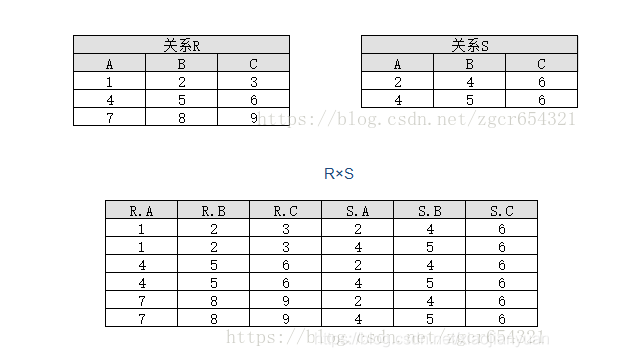 关系R 关系S
A B C A B C
1 2 3 2 4 6
4 5 6 4 5 6
7 8 9
https://blog.csdn.net/zgcr654321
R×S
R.A R.B R.C S.A S.B S.C
1 2 3 2 4 6
1 2 3 4 5 6
4 5 6 2 4 6
4 5 6 4 5 6
7 8 9 2 4 6
7 8 9 4 5 6
https://blog.csdn.net/zgcr654321